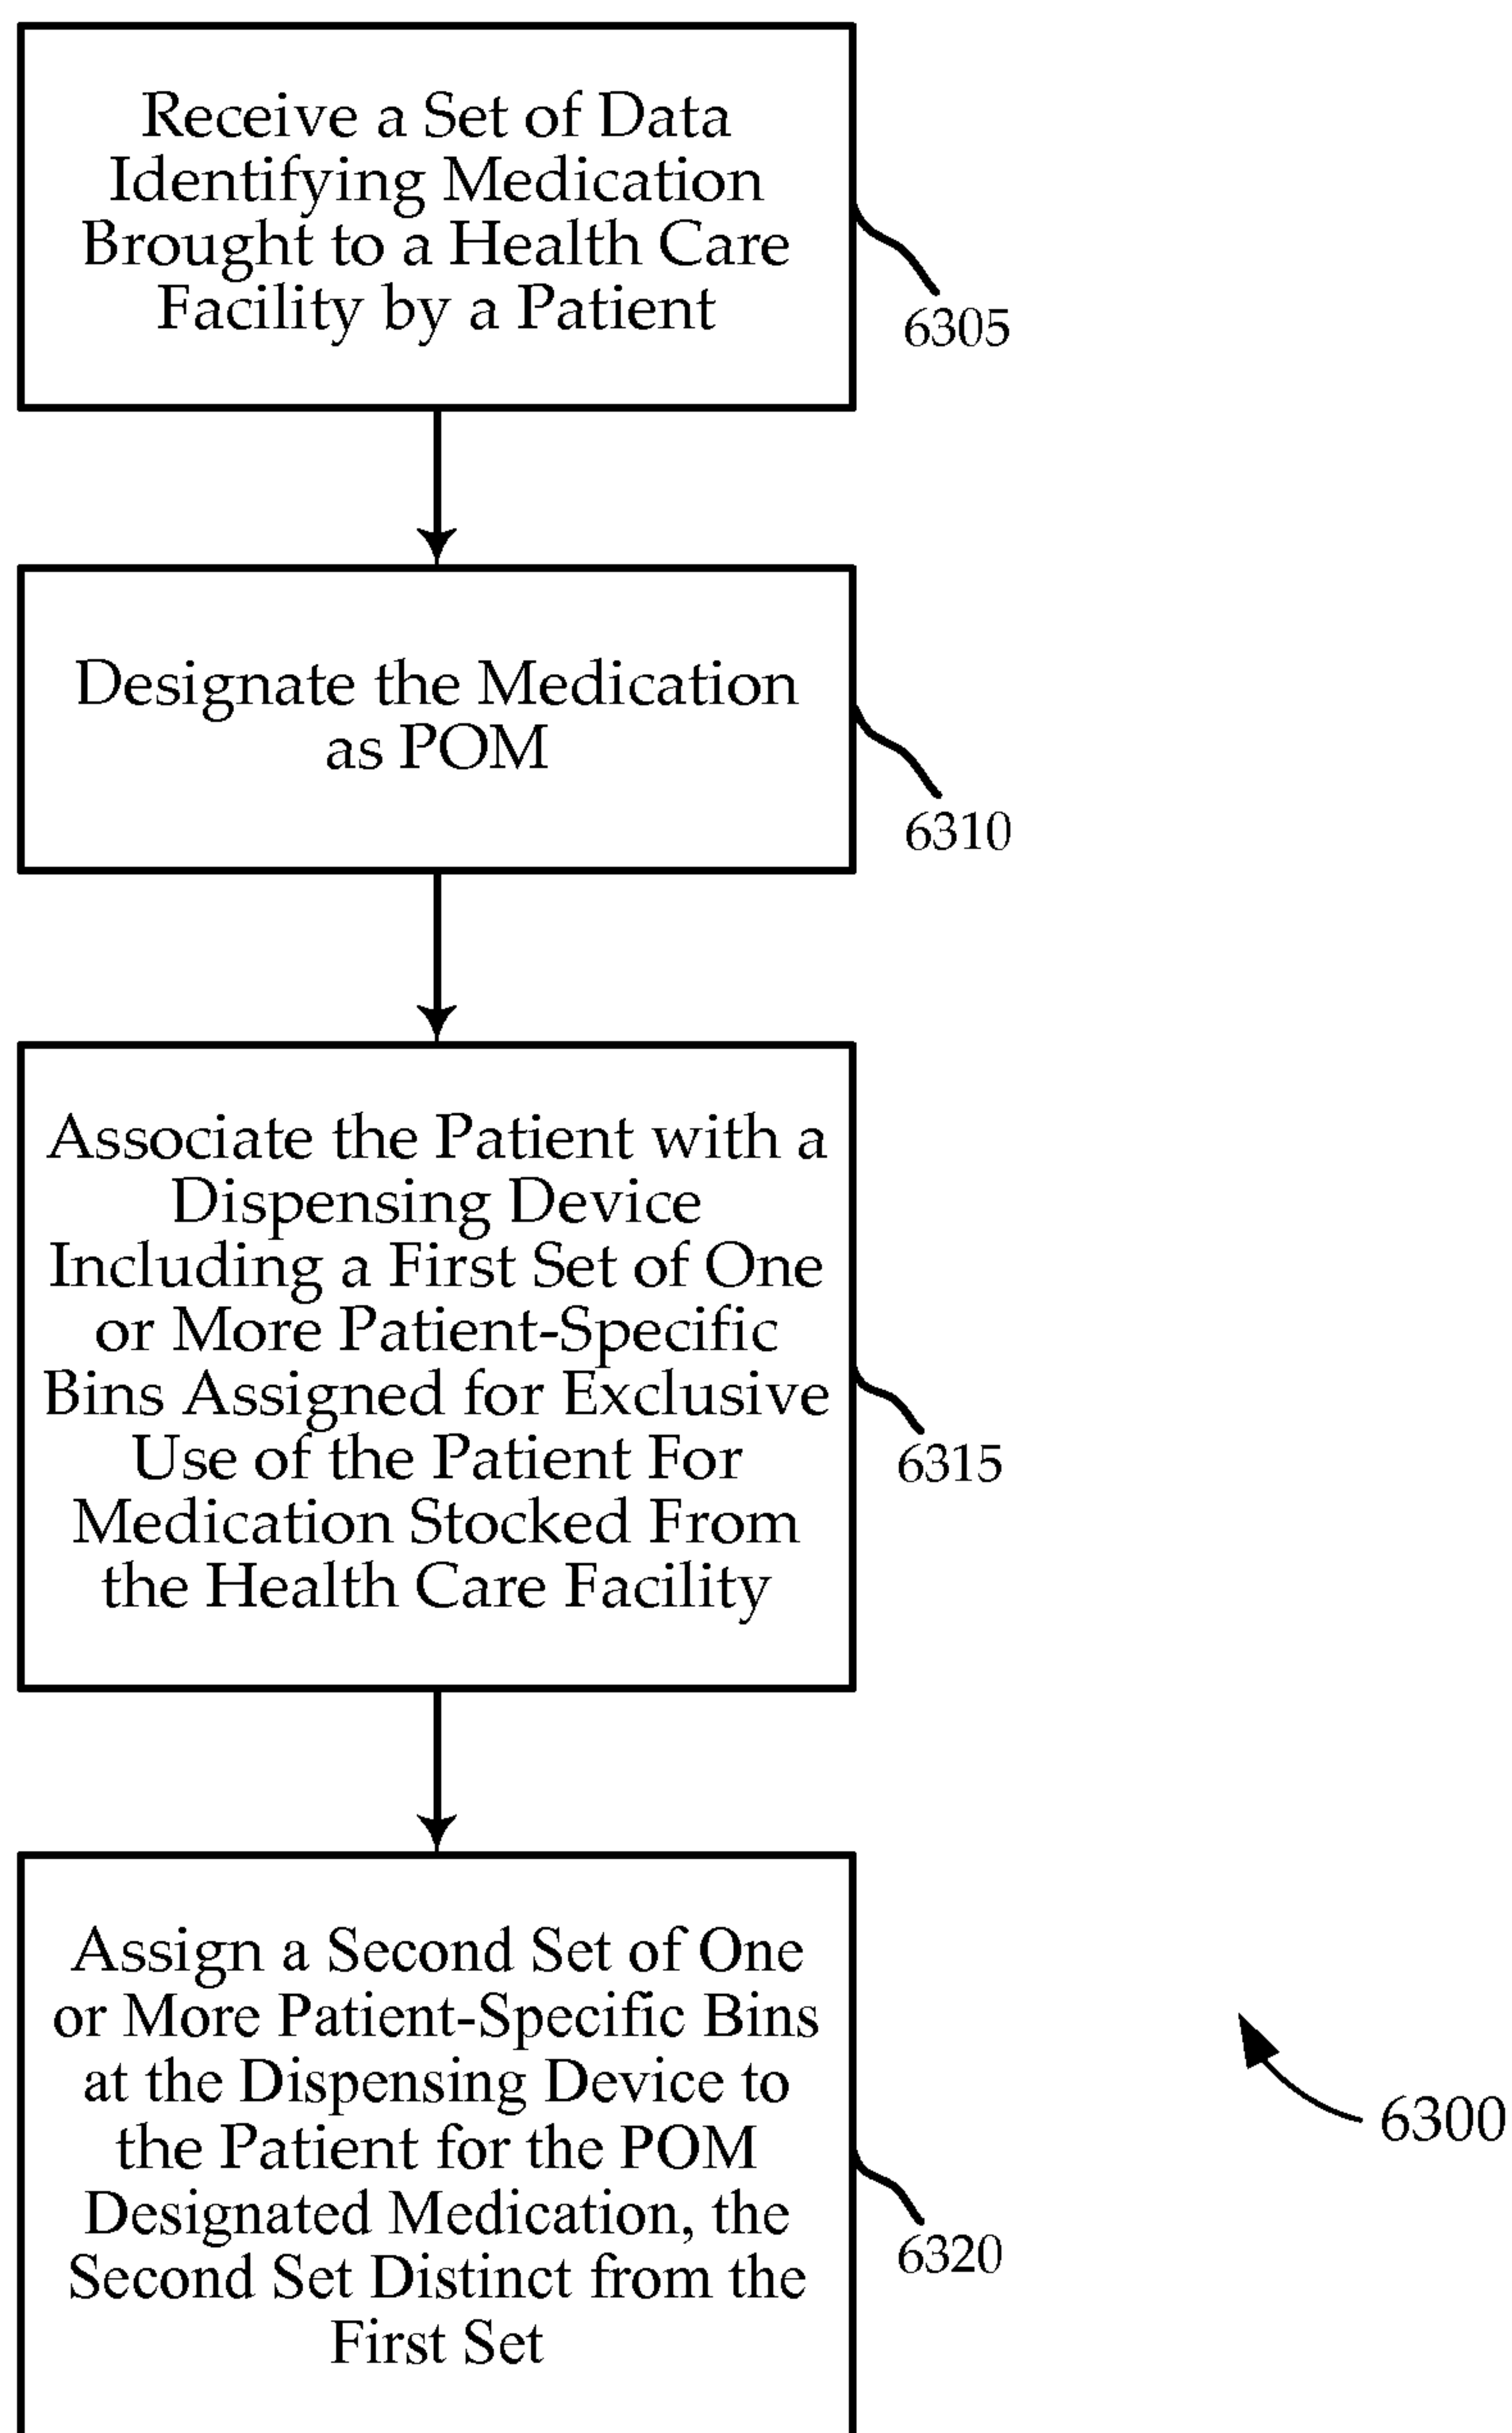 Receive a Set of Data
Identifying Medication
Brought to a Health Care
Facility by a Patient
6305
Designate the Medication
as POM
6310
Associate the Patient with a
Dispensing Device
Including a First Set of One
or More Patient-Specific
Bins Assigned for Exclusive
Use of the Patient For
Medication Stocked From
the Health Care Facility
6315
Assign a Second Set of One
or More Patient-Specific Bins
at the Dispensing Device to
the Patient for the POM
Designated Medication, the
Second Set Distinct from the
First Set
6320
6300